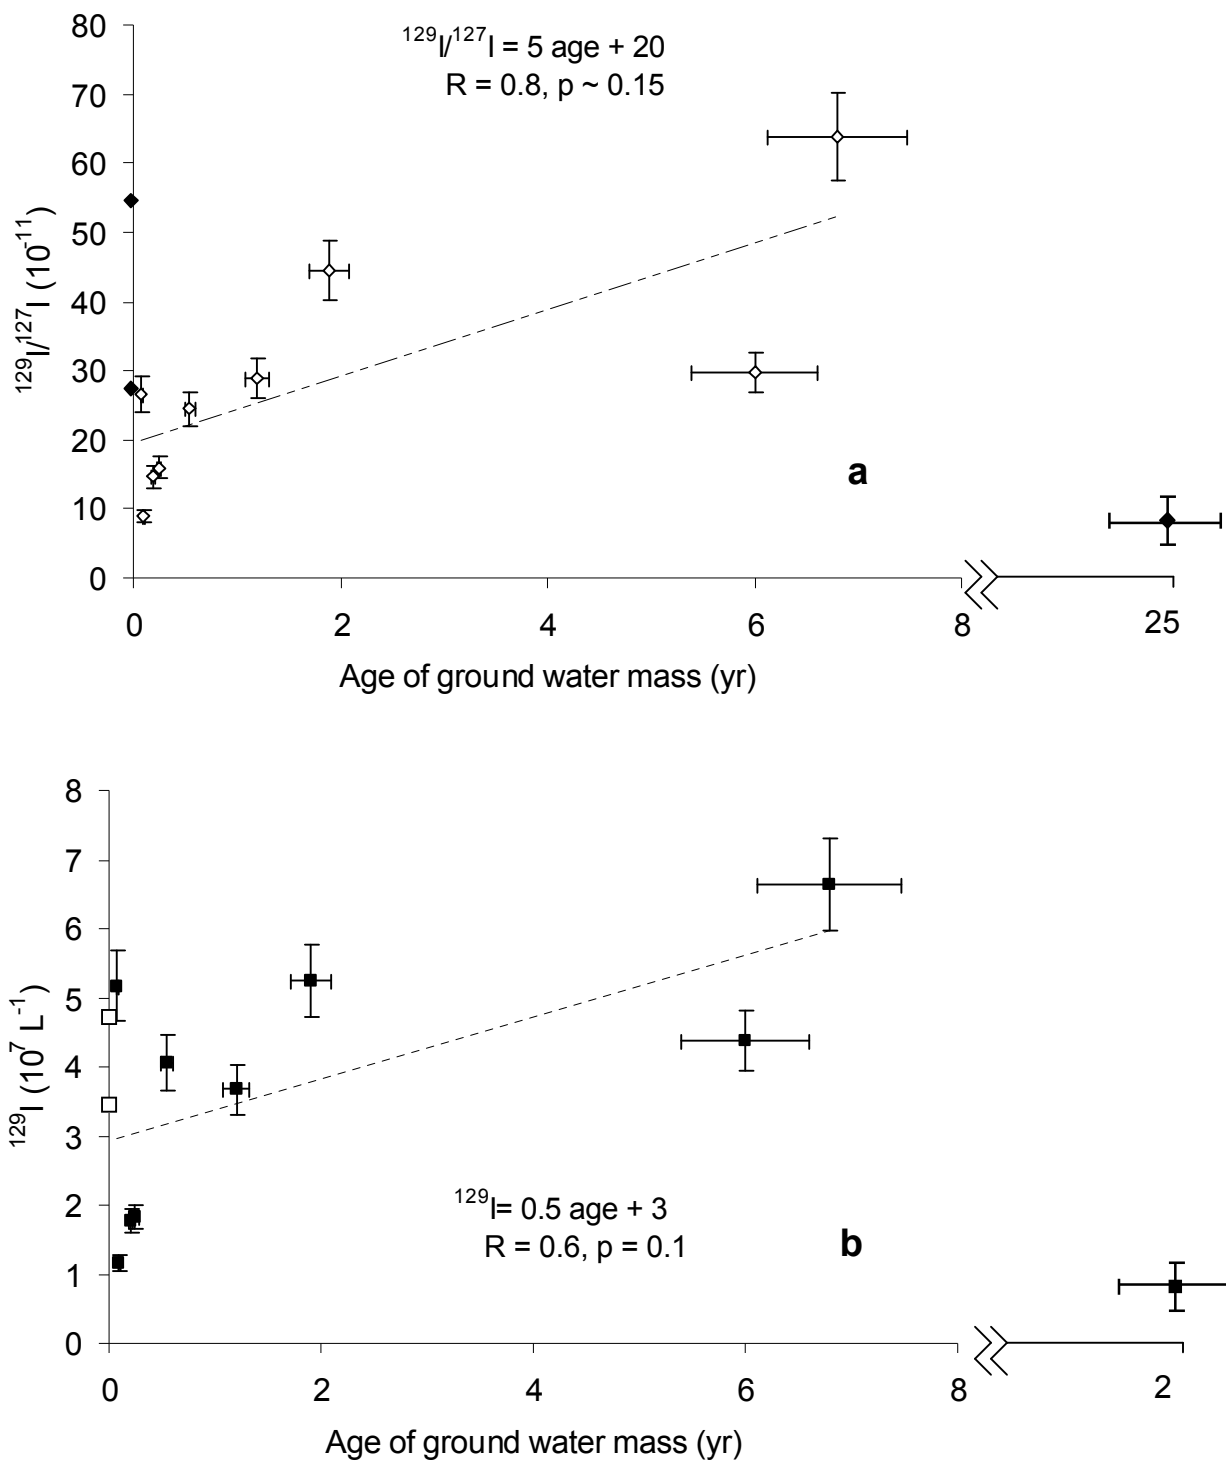 80
¹²⁹I/¹²⁷I = 5 age + 20
R = 0.8, p ~ 0.15
70
60
50
40
30
20
10
0
¹²⁹I/¹²⁷I (10⁻¹¹)
a
0 2 4 6 8 25
Age of ground water mass (yr)
8
7
6
5
4
3
2
1
0
¹²⁹I (10⁷ L⁻¹)
¹²⁹I= 0.5 age + 3
R = 0.6, p = 0.1
b
0 2 4 6 8 2
Age of ground water mass (yr)